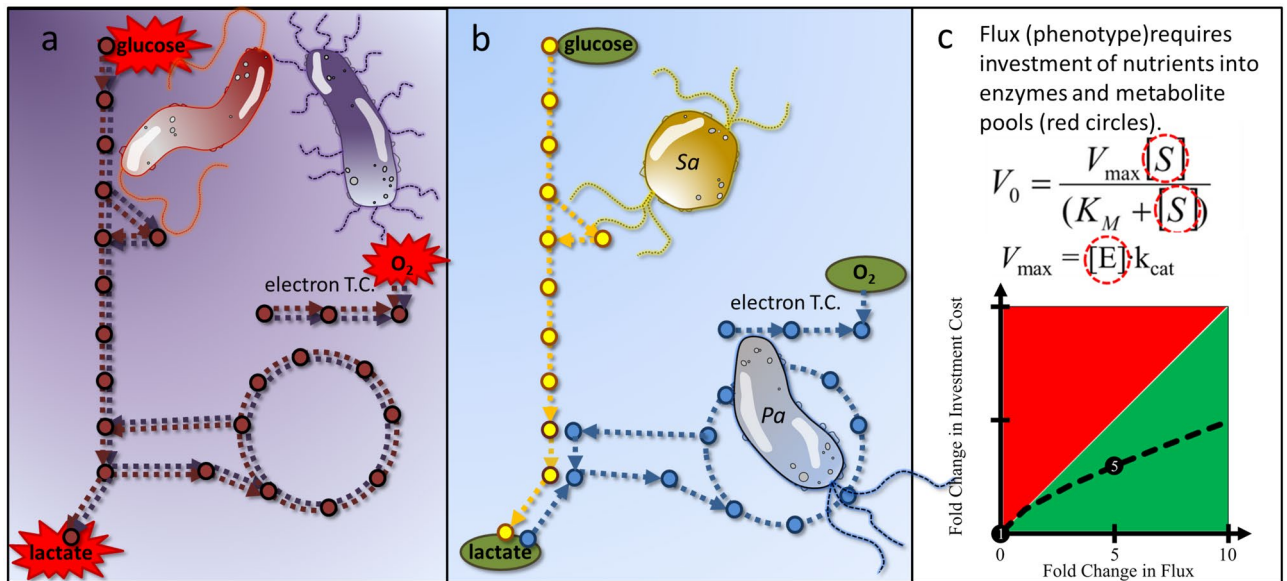 a
glucose
O2
electron T.C.
lactate
b
glucose
Sa
O2
electron T.C.
Pa
lactate
c
Flux (phenotype)requires
investment of nutrients into
enzymes and metabolite
pools (red circles).
V0 = Vmax[S] / (KM + [S])
Vmax = [E]·kcat
Fold Change in Investment Cost
5
1
0 5 10
Fold Change in Flux